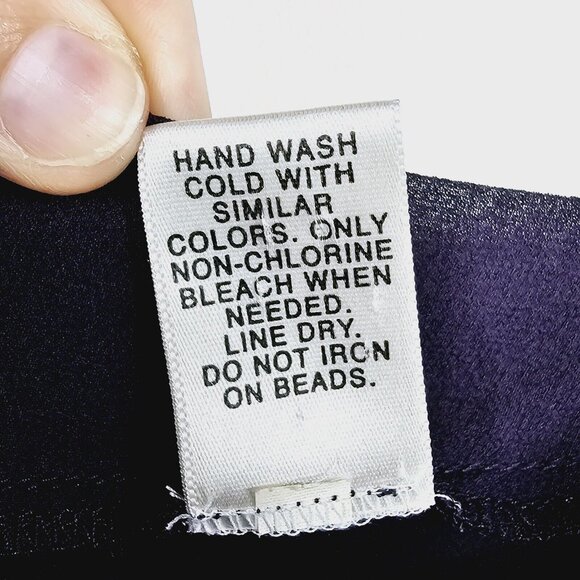 HAND WASH
COLD WITH
SIMILAR
COLORS. ONLY
NON-CHLORINE
BLEACH WHEN
NEEDED.
LINE DRY.
DO NOT IRON
ON BEADS.